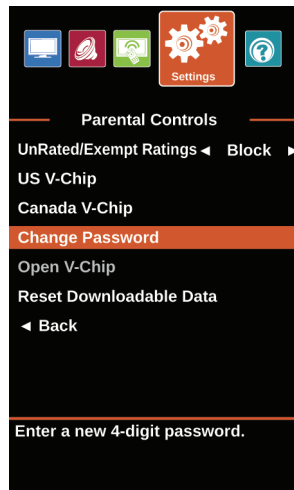 Settings
Parental Controls
UnRated/Exempt Ratings ◄ Block ►
US V-Chip
Canada V-Chip
Change Password
Open V-Chip
Reset Downloadable Data
◄ Back
Enter a new 4-digit password.